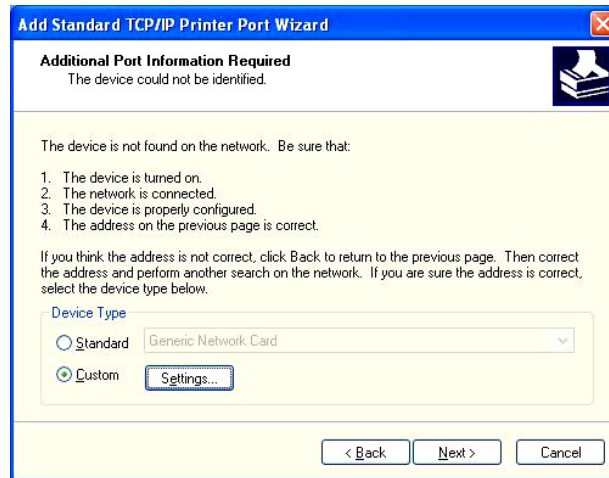 Add Standard TCP/IP Printer Port Wizard
Additional Port Information Required
The device could not be identified.
The device is not found on the network. Be sure that:
1. The device is turned on.
2. The network is connected.
3. The device is properly configured.
4. The address on the previous page is correct.
If you think the address is not correct, click Back to return to the previous page. Then correct
the address and perform another search on the network. If you are sure the address is correct,
select the device type below.
Device Type
Standard Generic Network Card
Custom Settings...
< Back Next > Cancel